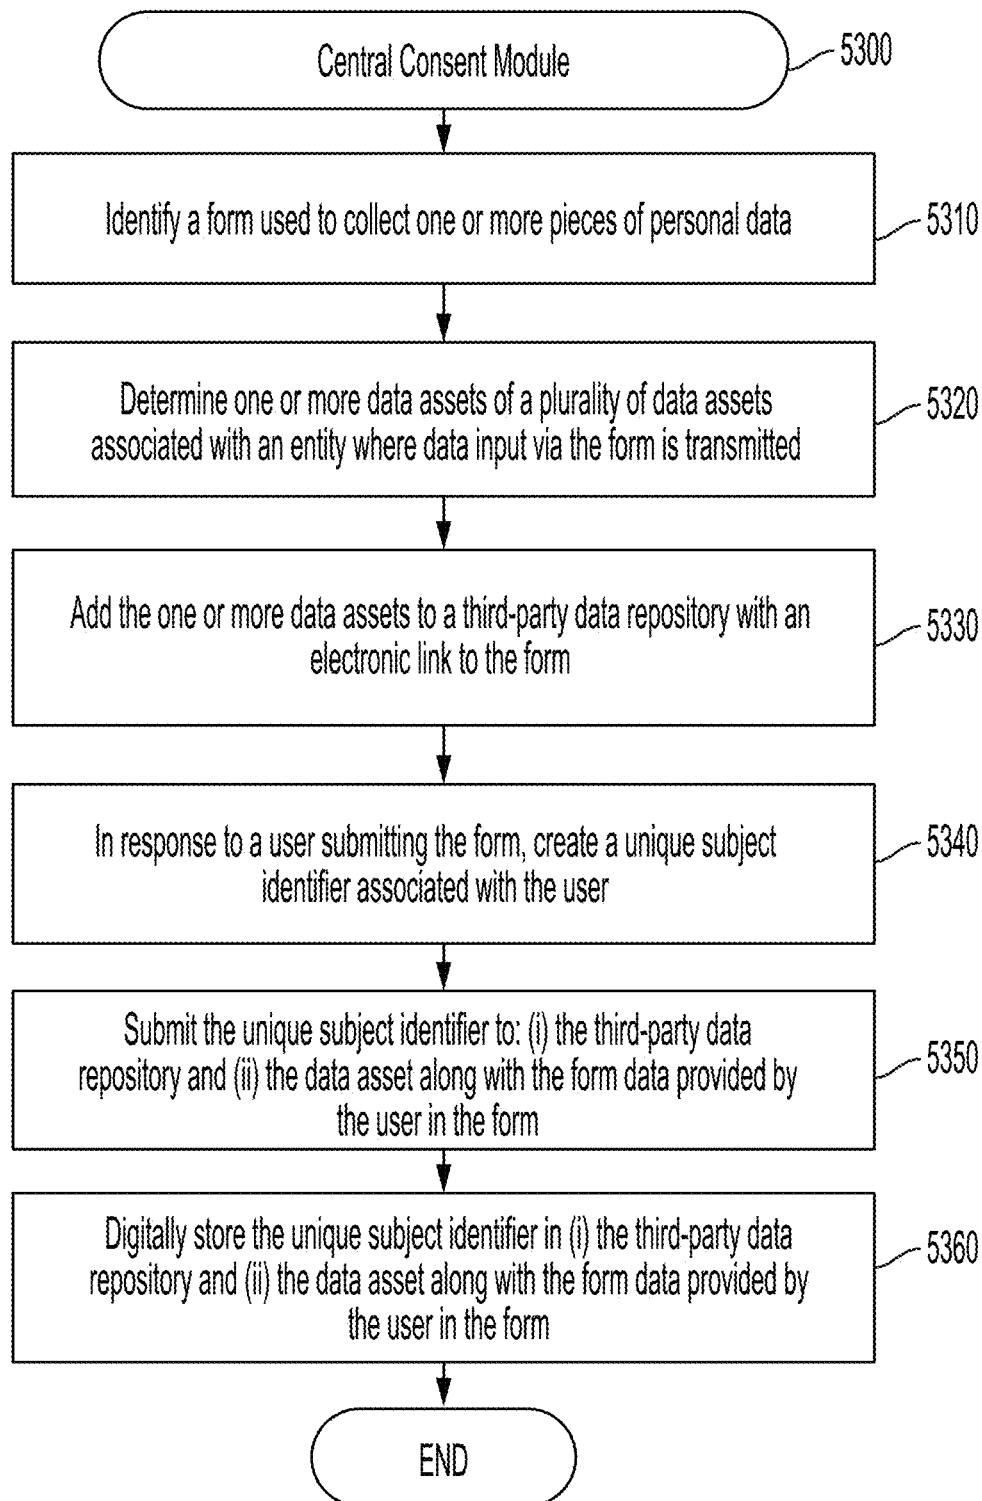 Central Consent Module
5300
Identify a form used to collect one or more pieces of personal data
5310
Determine one or more data assets of a plurality of data assets
associated with an entity where data input via the form is transmitted
5320
Add the one or more data assets to a third-party data repository with an
electronic link to the form
5330
In response to a user submitting the form, create a unique subject
identifier associated with the user
5340
Submit the unique subject identifier to: (i) the third-party data
repository and (ii) the data asset along with the form data provided by
the user in the form
5350
Digitally store the unique subject identifier in (i) the third-party data
repository and (ii) the data asset along with the form data provided by
the user in the form
5360
END